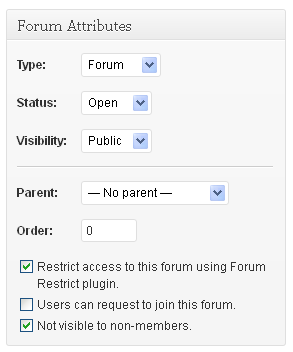 Forum Attributes
Type: Forum
Status: Open
Visibility: Public
Parent: — No parent —
Order: 0
Restrict access to this forum using Forum
Restrict plugin.
Users can request to join this forum.
Not visible to non-members.